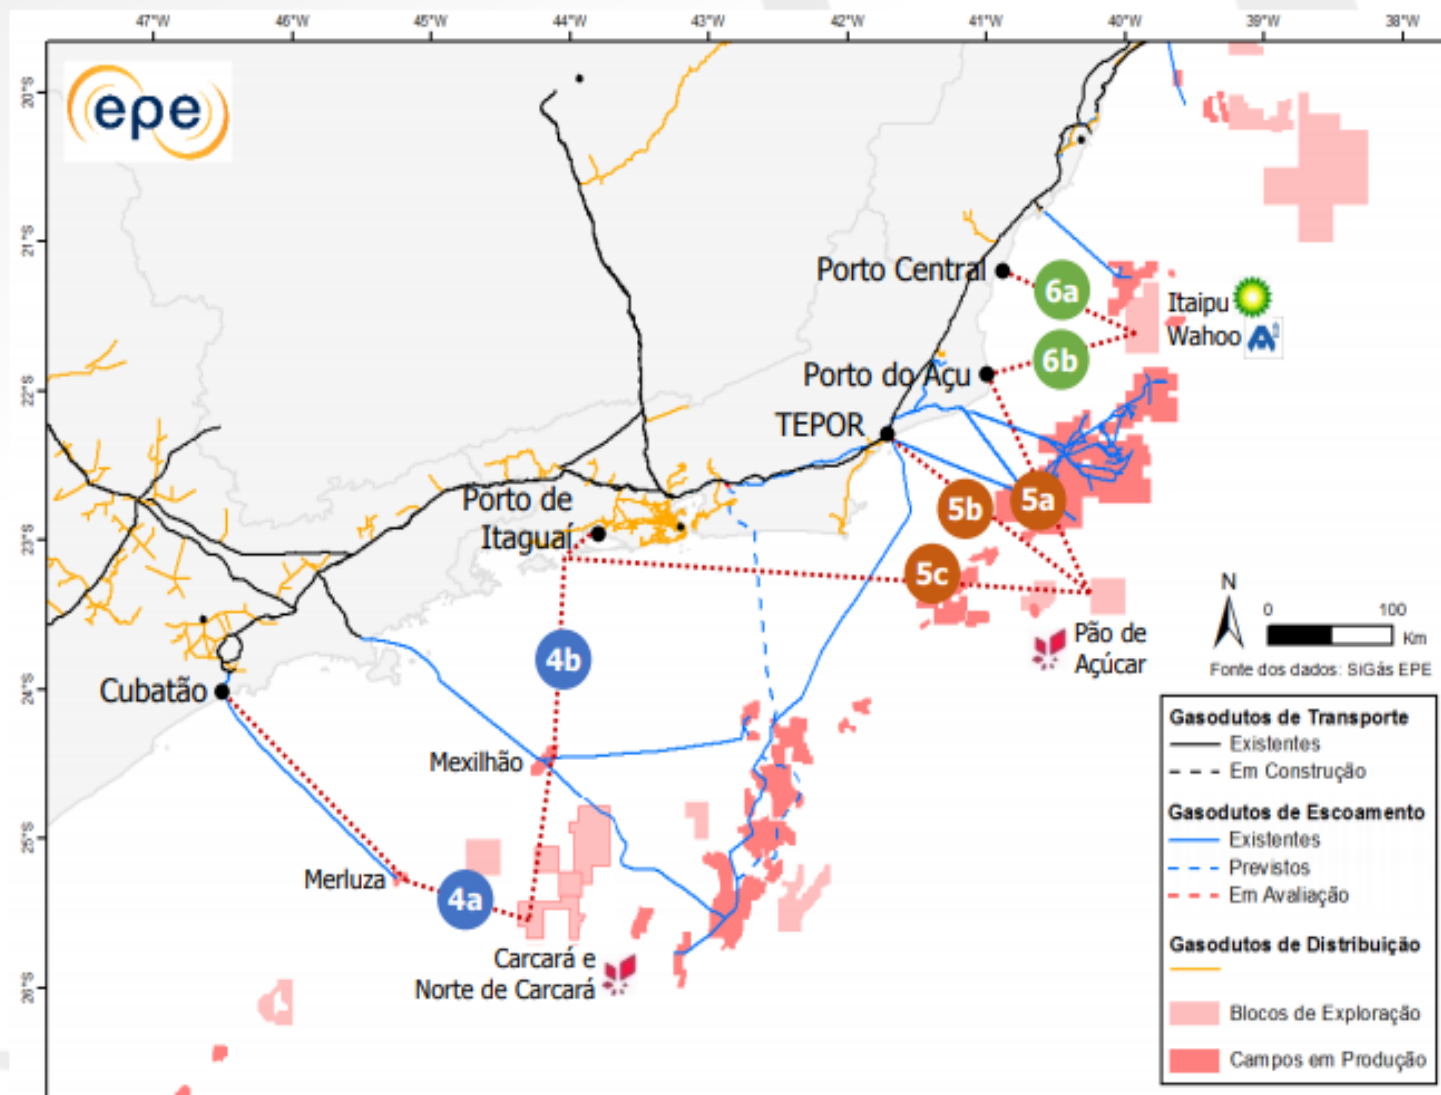 47°W 46°W 45°W 44°W 43°W 42°W 41°W 40°W 39°W 38°W
20°S
21°S
22°S
23°S
24°S
25°S
26°S
epe
Porto Central
6a
Itaipu
Wahoo
6b
Porto do Açu
TEPOR
Porto de
Itaguaí
5b
5a
5c
Pão de
Açúcar
4b
Cubatão
Mexilhão
Merluza
4a
Carcará e
Norte de Carcará
N
0 100
Km
Fonte dos dados: SiGás EPE
Gasodutos de Transporte
Existentes
Em Construção
Gasodutos de Escoamento
Existentes
Previstos
Em Avaliação
Gasodutos de Distribuição
Blocos de Exploração
Campos em Produção